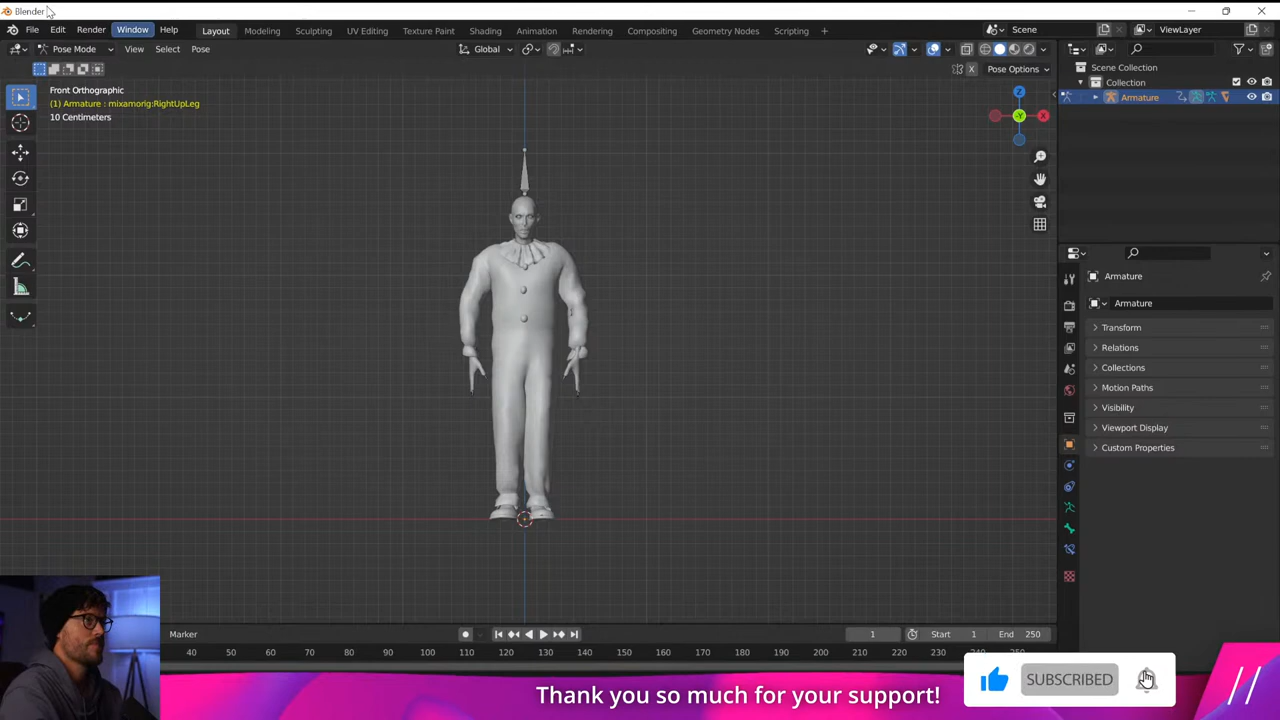 Blender
File Edit Render Window Help Layout Modeling Sculpting UV Editing Texture Paint Shading Animation Rendering Compositing Geometry Nodes Scripting + Scene ViewLayer
Pose Mode View Select Pose Global
X Pose Options
Front Orthographic
(1) Armature : mixamorig:RightUpLeg
10 Centimeters
Z
-Y
X
Scene Collection
Collection
Armature
Armature
Armature
Transform
Relations
Collections
Motion Paths
Visibility
Viewport Display
Custom Properties
Marker 1 Start 1 End 250
40 50 60 70 80 90 100 110 120 130 140 150 160 170 180 190 200 210 220 230 240 250
Thank you so much for your support!
SUBSCRIBED
//